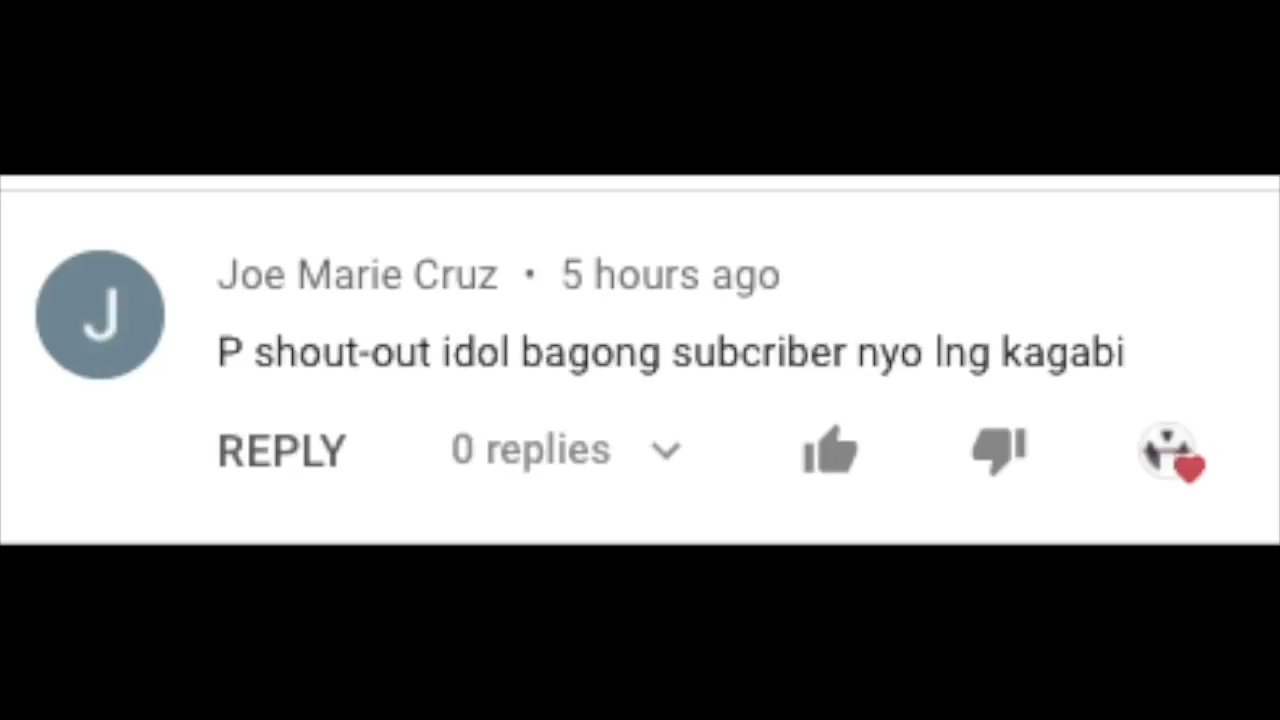 J
Joe Marie Cruz • 5 hours ago
P shout-out idol bagong subcriber nyo lng kagabi
REPLY 0 replies